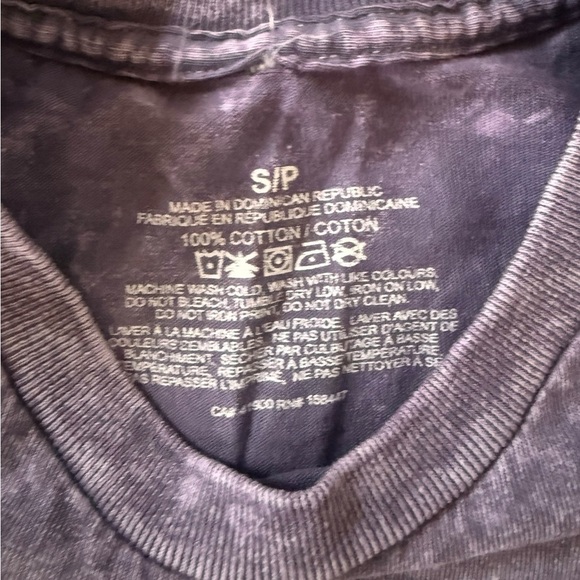 S/P
MADE IN DOMINICAN REPUBLIC
FABRIQUÉ EN RÉPUBLIQUE DOMINICAINE
100% COTTON / COTON
MACHINE WASH COLD, WASH WITH LIKE COLOURS,
DO NOT BLEACH, TUMBLE DRY LOW, IRON ON LOW,
DO NOT IRON PRINT, DO NOT DRY CLEAN.
LAVER À LA MACHINE À L'EAU FROIDE, LAVER AVEC DES
COULEURS ZEMBLABLES, NE PAS UTILISER D'AGENT DE
BLANCHIMENT, SÉCHER PAR CULBUTAGE À BASSE
TEMPÉRATURE, REPASSER À BASSE TEMPÉRATURE,
PAS REPASSER L'IMPRIMÉ, NE PAS NETTOYER À SE
CA# RN# 158447